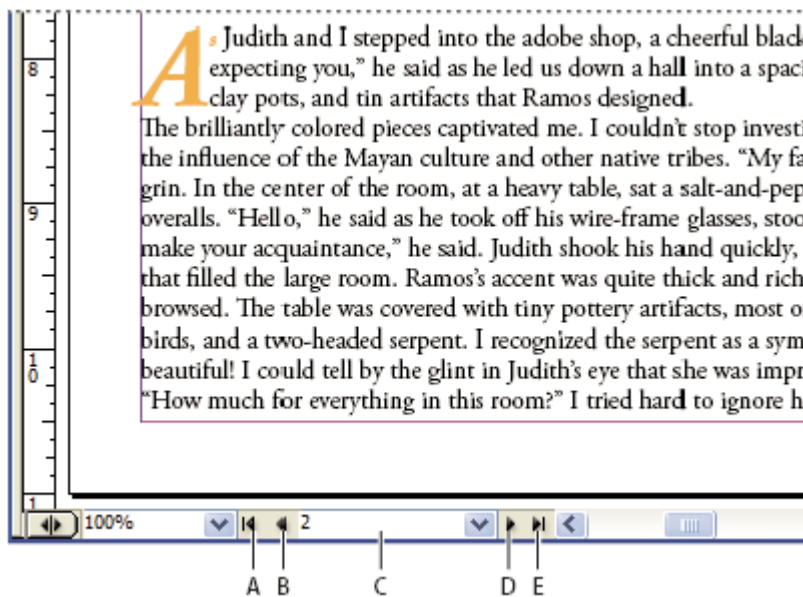 As Judith and I stepped into the adobe shop, a cheerful black
expecting you,” he said as he led us down a hall into a spaci
clay pots, and tin artifacts that Ramos designed.
The brilliantly colored pieces captivated me. I couldn’t stop investi
the influence of the Mayan culture and other native tribes. “My fa
grin. In the center of the room, at a heavy table, sat a salt-and-pep
overalls. “Hello,” he said as he took off his wire-frame glasses, stoo
make your acquaintance,” he said. Judith shook his hand quickly,
that filled the large room. Ramos’s accent was quite thick and rich
browsed. The table was covered with tiny pottery artifacts, most o
birds, and a two-headed serpent. I recognized the serpent as a sym
beautiful! I could tell by the glint in Judith’s eye that she was impr
“How much for everything in this room?” I tried hard to ignore h
8
9
10
1
100% 2
A B C D E